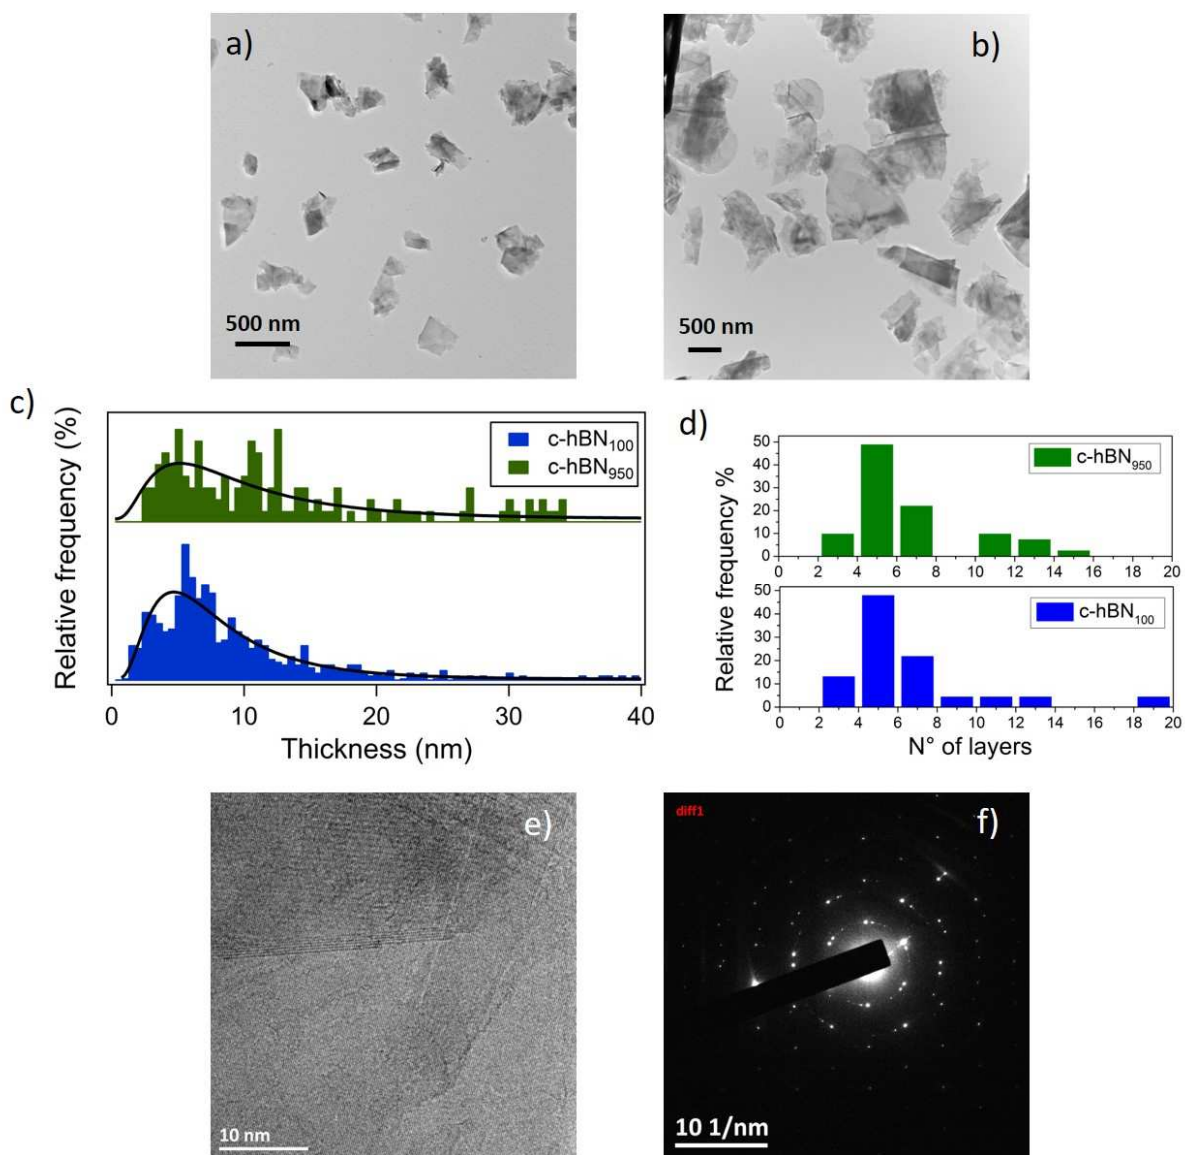 a)
500 nm
b)
500 nm
c)
Relative frequency (%)
c-hBN100
c-hBN950
0 10 20 30 40
Thickness (nm)
d)
Relative frequency %
50
40
30
20
10
0
c-hBN950
0 2 4 6 8 10 12 14 16 18 20
50
40
30
20
10
0
c-hBN100
0 2 4 6 8 10 12 14 16 18 20
N° of layers
e)
10 nm
diff1
f)
10 1/nm